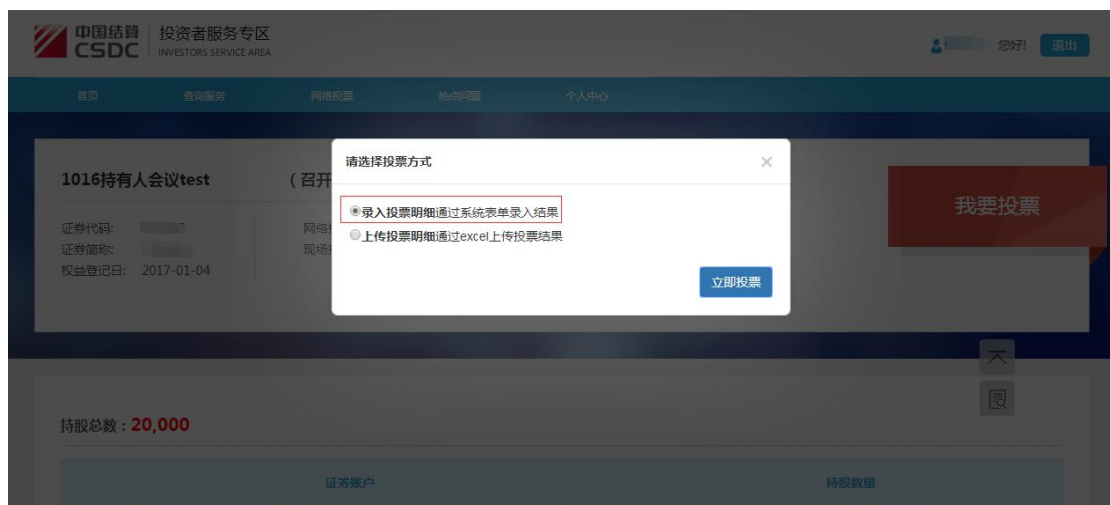 中国结算 投资者服务专区
CSDC INVESTORS SERVICE AREA
您好! 退出
首页 查询服务 网络投票 热点问题 个人中心
请选择投票方式 ×
1016持有人会议test (召开
我要投票
录入投票明细通过系统表单录入结果
上传投票明细通过excel上传投票结果
证券代码: 网络
证券简称: 现场
权益登记日: 2017-01-04
立即投票
持股总数:20,000
证券账户 持股数量